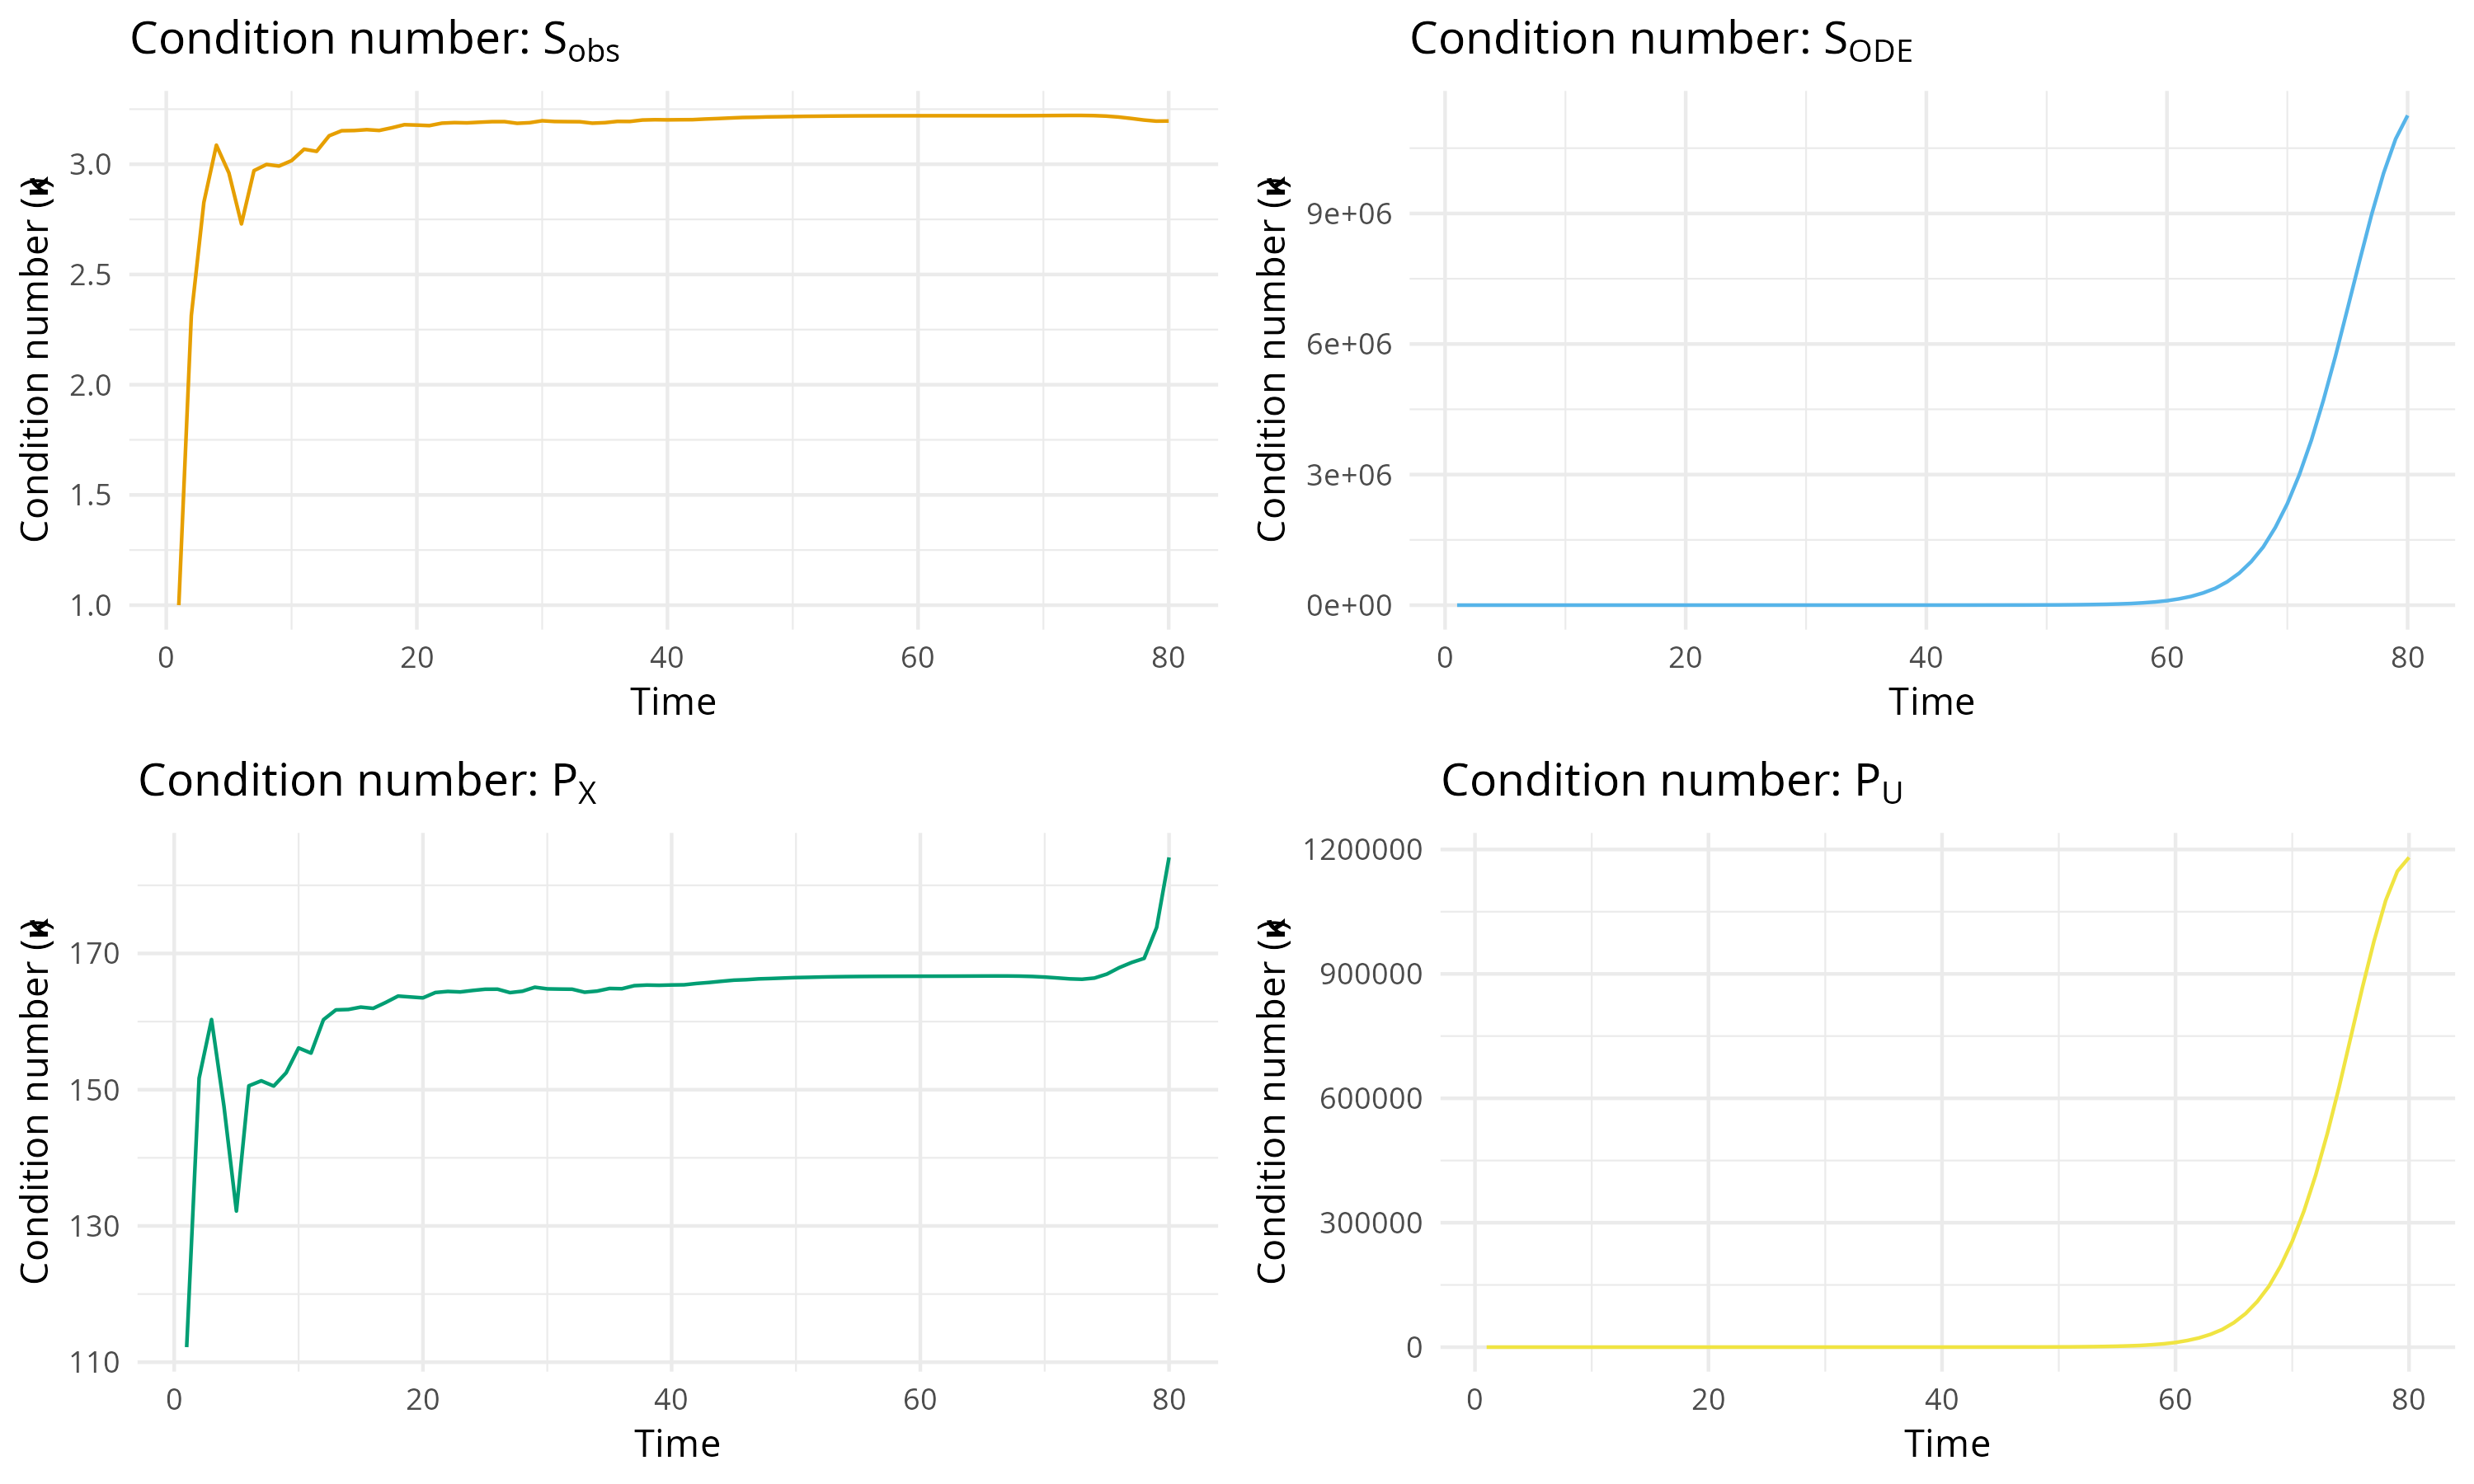 Condition number: S_obs
Condition number (κ)
3.0
2.5
2.0
1.5
1.0
0 20 40 60 80
Time
Condition number: S_ODE
Condition number (κ)
9e+06
6e+06
3e+06
0e+00
0 20 40 60 80
Time
Condition number: P_X
Condition number (κ)
170
150
130
110
0 20 40 60 80
Time
Condition number: P_U
Condition number (κ)
1200000
900000
600000
300000
0
0 20 40 60 80
Time